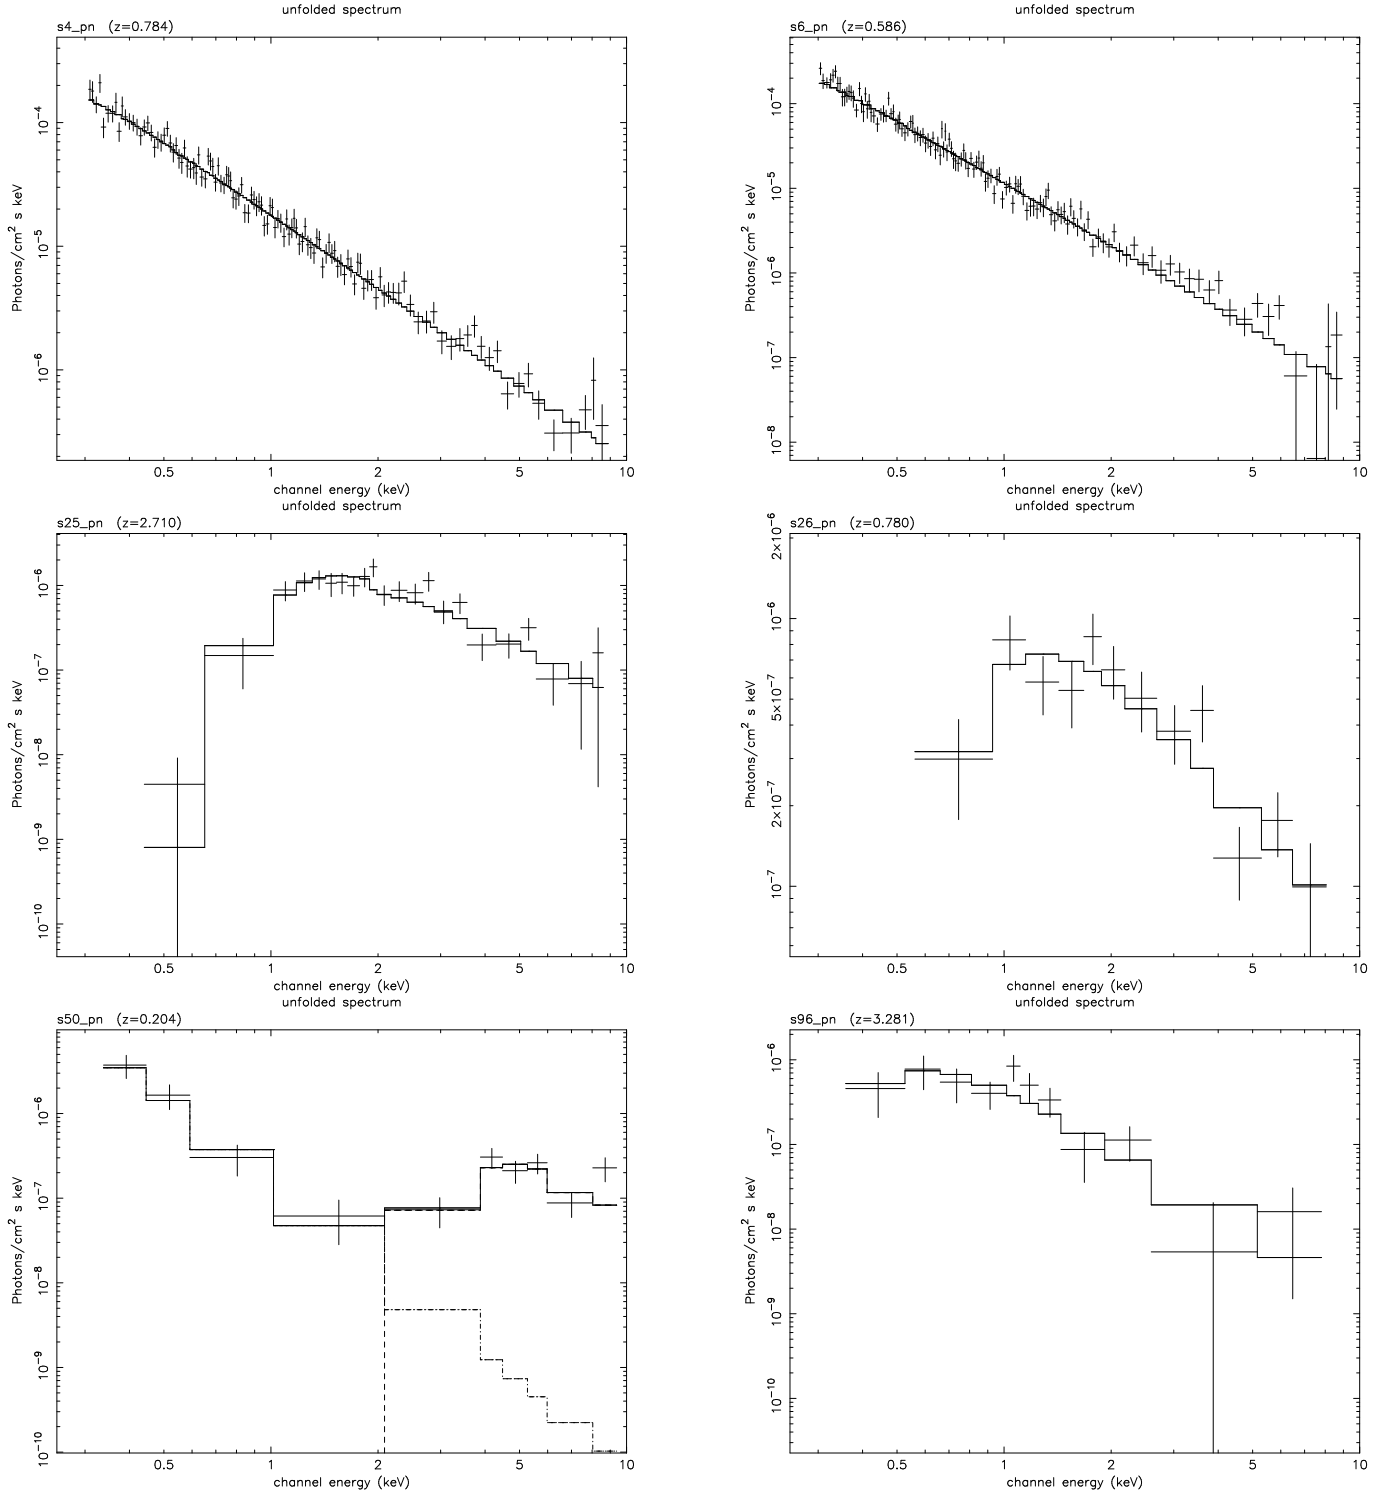 unfolded spectrum
s4_pn (z=0.784)
Photons/cm² s keV
10⁻⁴
10⁻⁵
10⁻⁶
0.5 1 2 5 10
channel energy (keV)
unfolded spectrum
s6_pn (z=0.586)
Photons/cm² s keV
10⁻⁴
10⁻⁵
10⁻⁶
10⁻⁷
10⁻⁸
0.5 1 2 5 10
channel energy (keV)
unfolded spectrum
s25_pn (z=2.710)
Photons/cm² s keV
10⁻⁶
10⁻⁷
10⁻⁸
10⁻⁹
10⁻¹⁰
0.5 1 2 5 10
channel energy (keV)
unfolded spectrum
s26_pn (z=0.780)
Photons/cm² s keV
2×10⁻⁶
10⁻⁶
5×10⁻⁷
2×10⁻⁷
10⁻⁷
0.5 1 2 5 10
channel energy (keV)
unfolded spectrum
s50_pn (z=0.204)
Photons/cm² s keV
10⁻⁶
10⁻⁷
10⁻⁸
10⁻⁹
10⁻¹⁰
0.5 1 2 5 10
channel energy (keV)
unfolded spectrum
s96_pn (z=3.281)
Photons/cm² s keV
10⁻⁶
10⁻⁷
10⁻⁸
10⁻⁹
10⁻¹⁰
0.5 1 2 5 10
channel energy (keV)